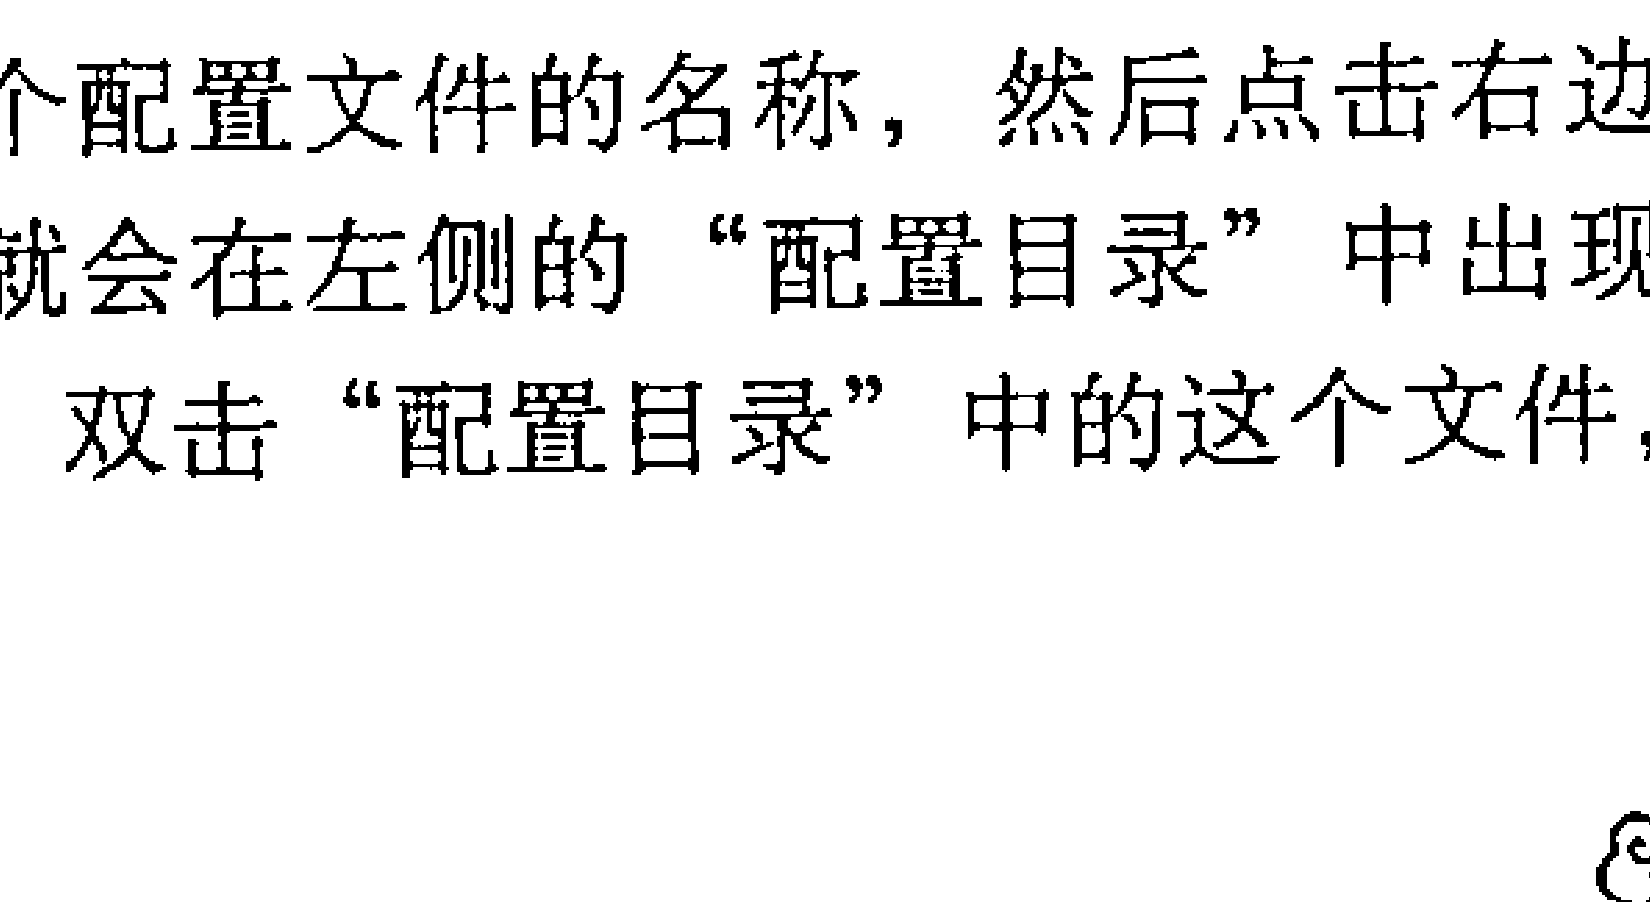 个配置文件的名称，然后点击右边
就会在左侧的“配置目录”中出现
双击“配置目录”中的这个文件，